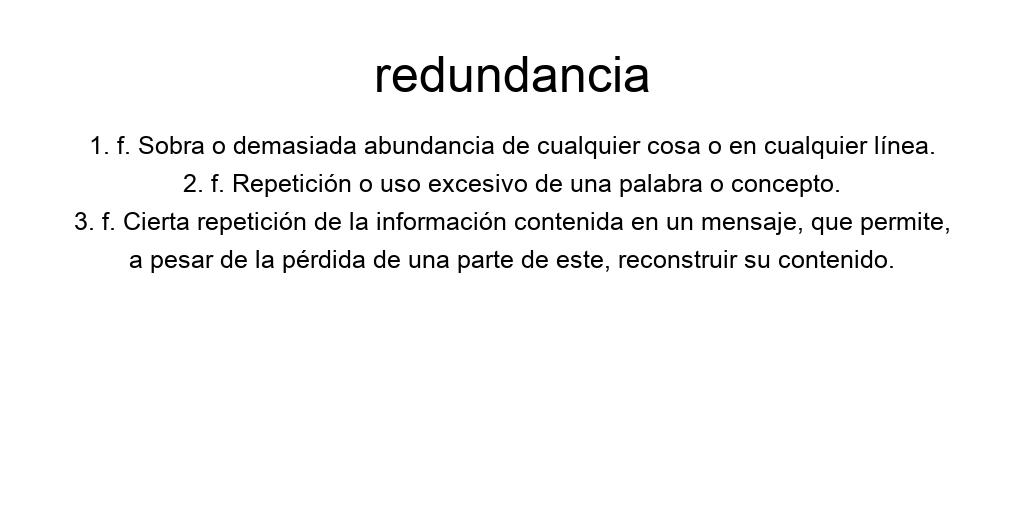 redundancia
1. f. Sobra o demasiada abundancia de cualquier cosa o en cualquier línea.
2. f. Repetición o uso excesivo de una palabra o concepto.
3. f. Cierta repetición de la información contenida en un mensaje, que permite,
a pesar de la pérdida de una parte de este, reconstruir su contenido.